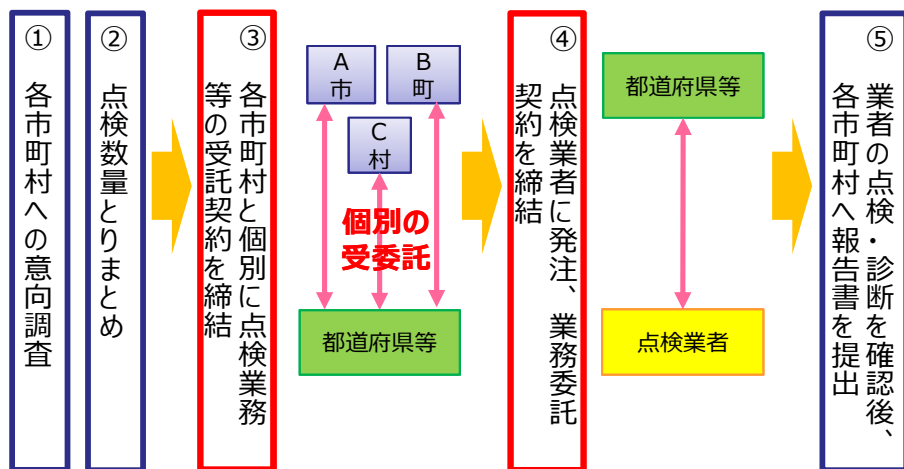 ①
各市町村への意向調査
②
点検数量とりまとめ
③
各市町村と個別に点検業務
等の受託契約を締結
A
市
B
町
C
村
個別の
受委託
都道府県等
④
点検業者に発注、業務委託
契約を締結
都道府県等
点検業者
⑤
業者の点検・診断を確認後、
各市町村へ報告書を提出